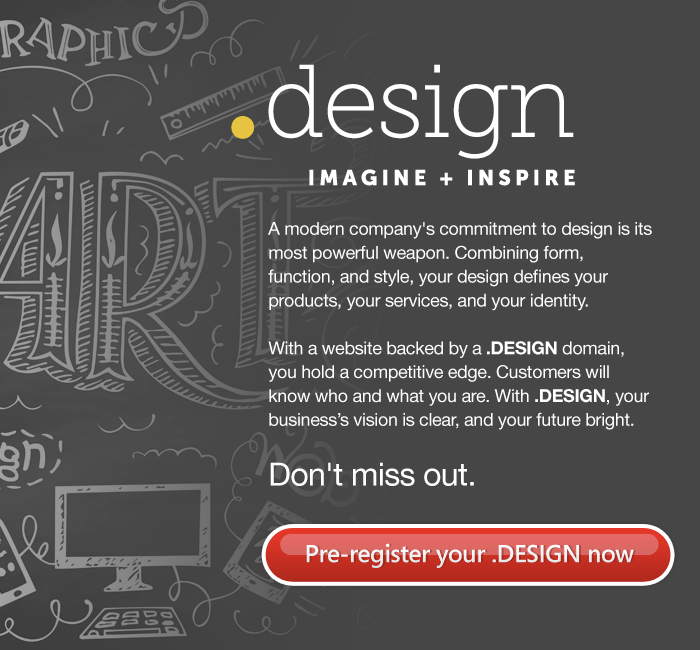 GRAPHICS
.design
IMAGINE + INSPIRE
ART
A modern company's commitment to design is its
most powerful weapon. Combining form,
function, and style, your design defines your
products, your services, and your identity.
With a website backed by a .DESIGN domain,
you hold a competitive edge. Customers will
know who and what you are. With .DESIGN, your
business’s vision is clear, and your future bright.
gn
Don't miss out.
Pre-register your .DESIGN now